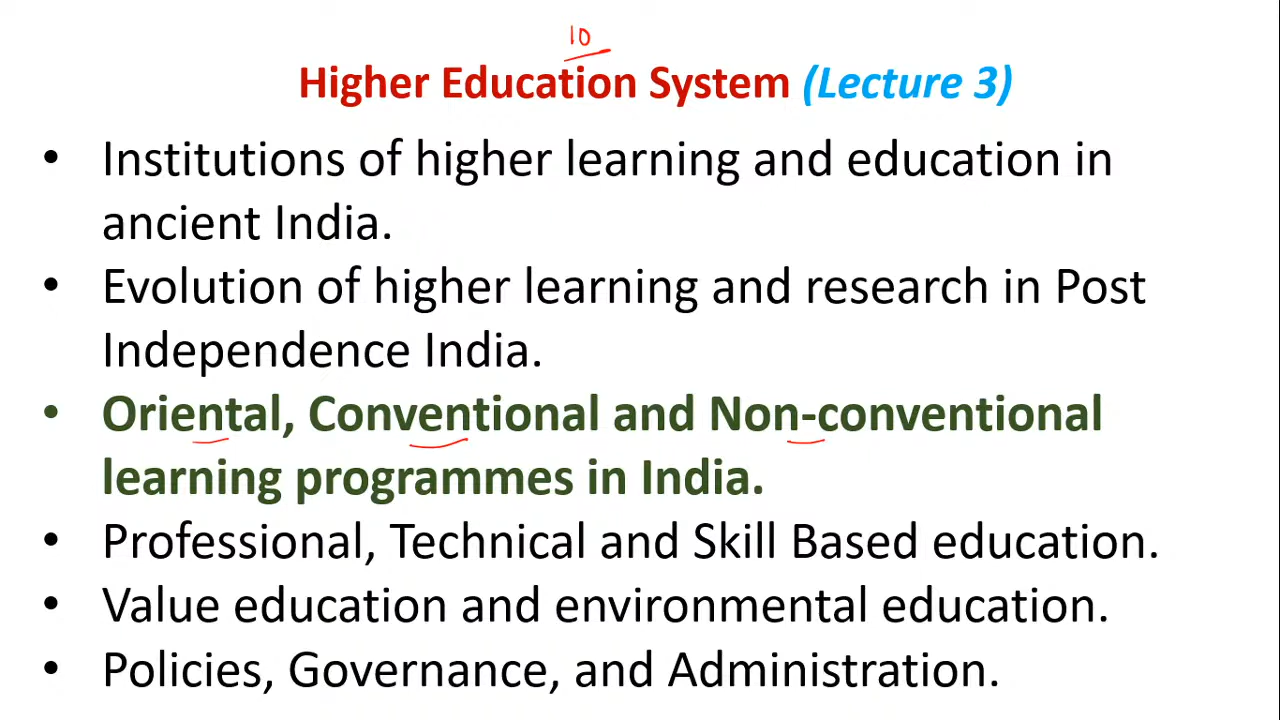 10
Higher Education System (Lecture 3)
• Institutions of higher learning and education in
ancient India.
• Evolution of higher learning and research in Post
Independence India.
• Oriental, Conventional and Non-conventional
learning programmes in India.
• Professional, Technical and Skill Based education.
• Value education and environmental education.
• Policies, Governance, and Administration.